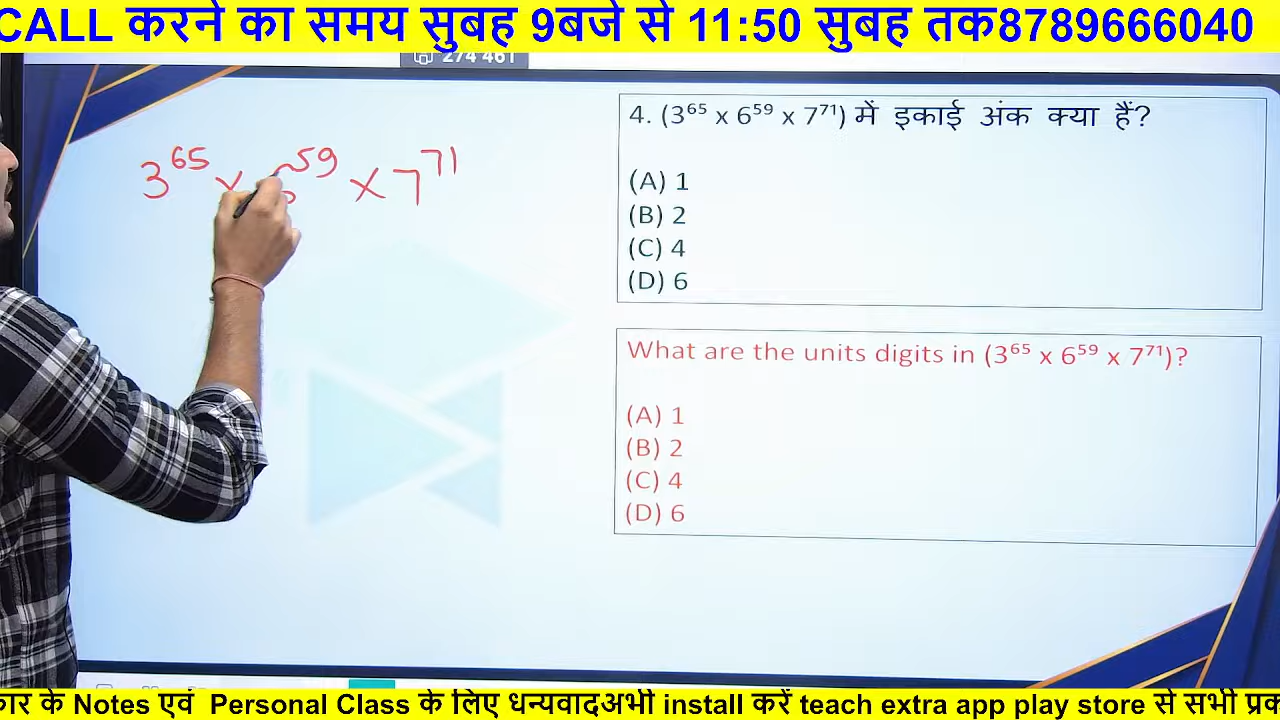 CALL करने का समय सुबह 9बजे से 11:50 सुबह तक8789666040
274 461
3⁶⁵ x 6⁵⁹ x 7⁷¹
4. (3⁶⁵ x 6⁵⁹ x 7⁷¹) में इकाई अंक क्या हैं?
(A) 1
(B) 2
(C) 4
(D) 6
What are the units digits in (3⁶⁵ x 6⁵⁹ x 7⁷¹)?
(A) 1
(B) 2
(C) 4
(D) 6
के Notes एवं Personal Class के लिए धन्यवादअभी install करें teach extra app play store से सभी